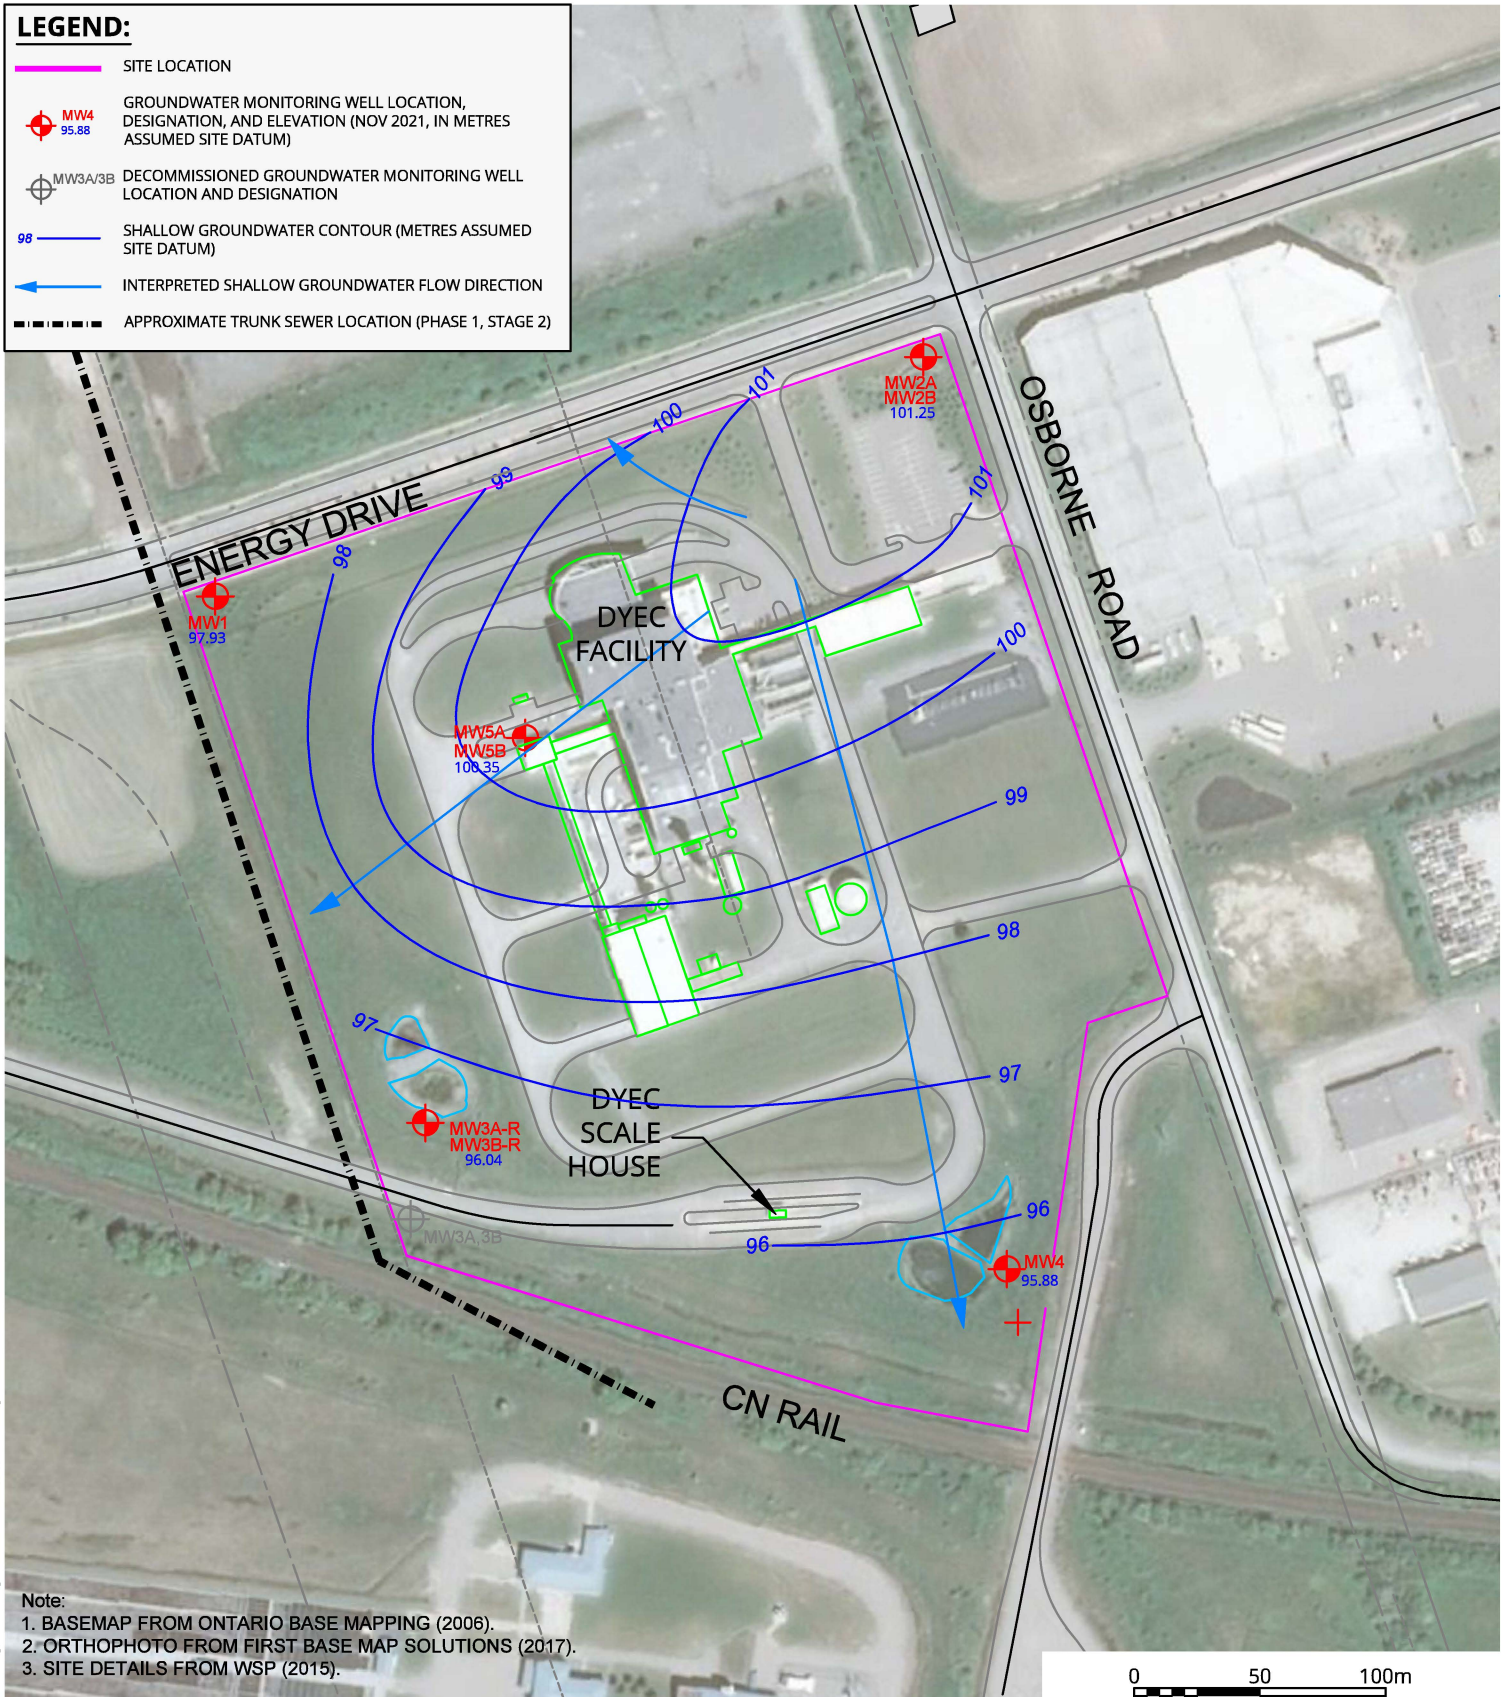 LEGEND:
SITE LOCATION
MW4
95.88
GROUNDWATER MONITORING WELL LOCATION,
DESIGNATION, AND ELEVATION (NOV 2021, IN METRES
ASSUMED SITE DATUM)
MW3A/3B
DECOMMISSIONED GROUNDWATER MONITORING WELL
LOCATION AND DESIGNATION
98
SHALLOW GROUNDWATER CONTOUR (METRES ASSUMED
SITE DATUM)
INTERPRETED SHALLOW GROUNDWATER FLOW DIRECTION
APPROXIMATE TRUNK SEWER LOCATION (PHASE 1, STAGE 2)
MW2A
MW2B
101.25
101
100
99
98
101
OSBORNE ROAD
ENERGY DRIVE
MW1
97.93
DYEC
FACILITY
100
MW5A
MW5B
100.35
99
98
97
97
DYEC
SCALE
HOUSE
MW3A-R
MW3B-R
96.04
MW3A,3B
96
96
MW4
95.88
CN RAIL
Note:
1. BASEMAP FROM ONTARIO BASE MAPPING (2006).
2. ORTHOPHOTO FROM FIRST BASE MAP SOLUTIONS (2017).
3. SITE DETAILS FROM WSP (2015).
0 50 100m